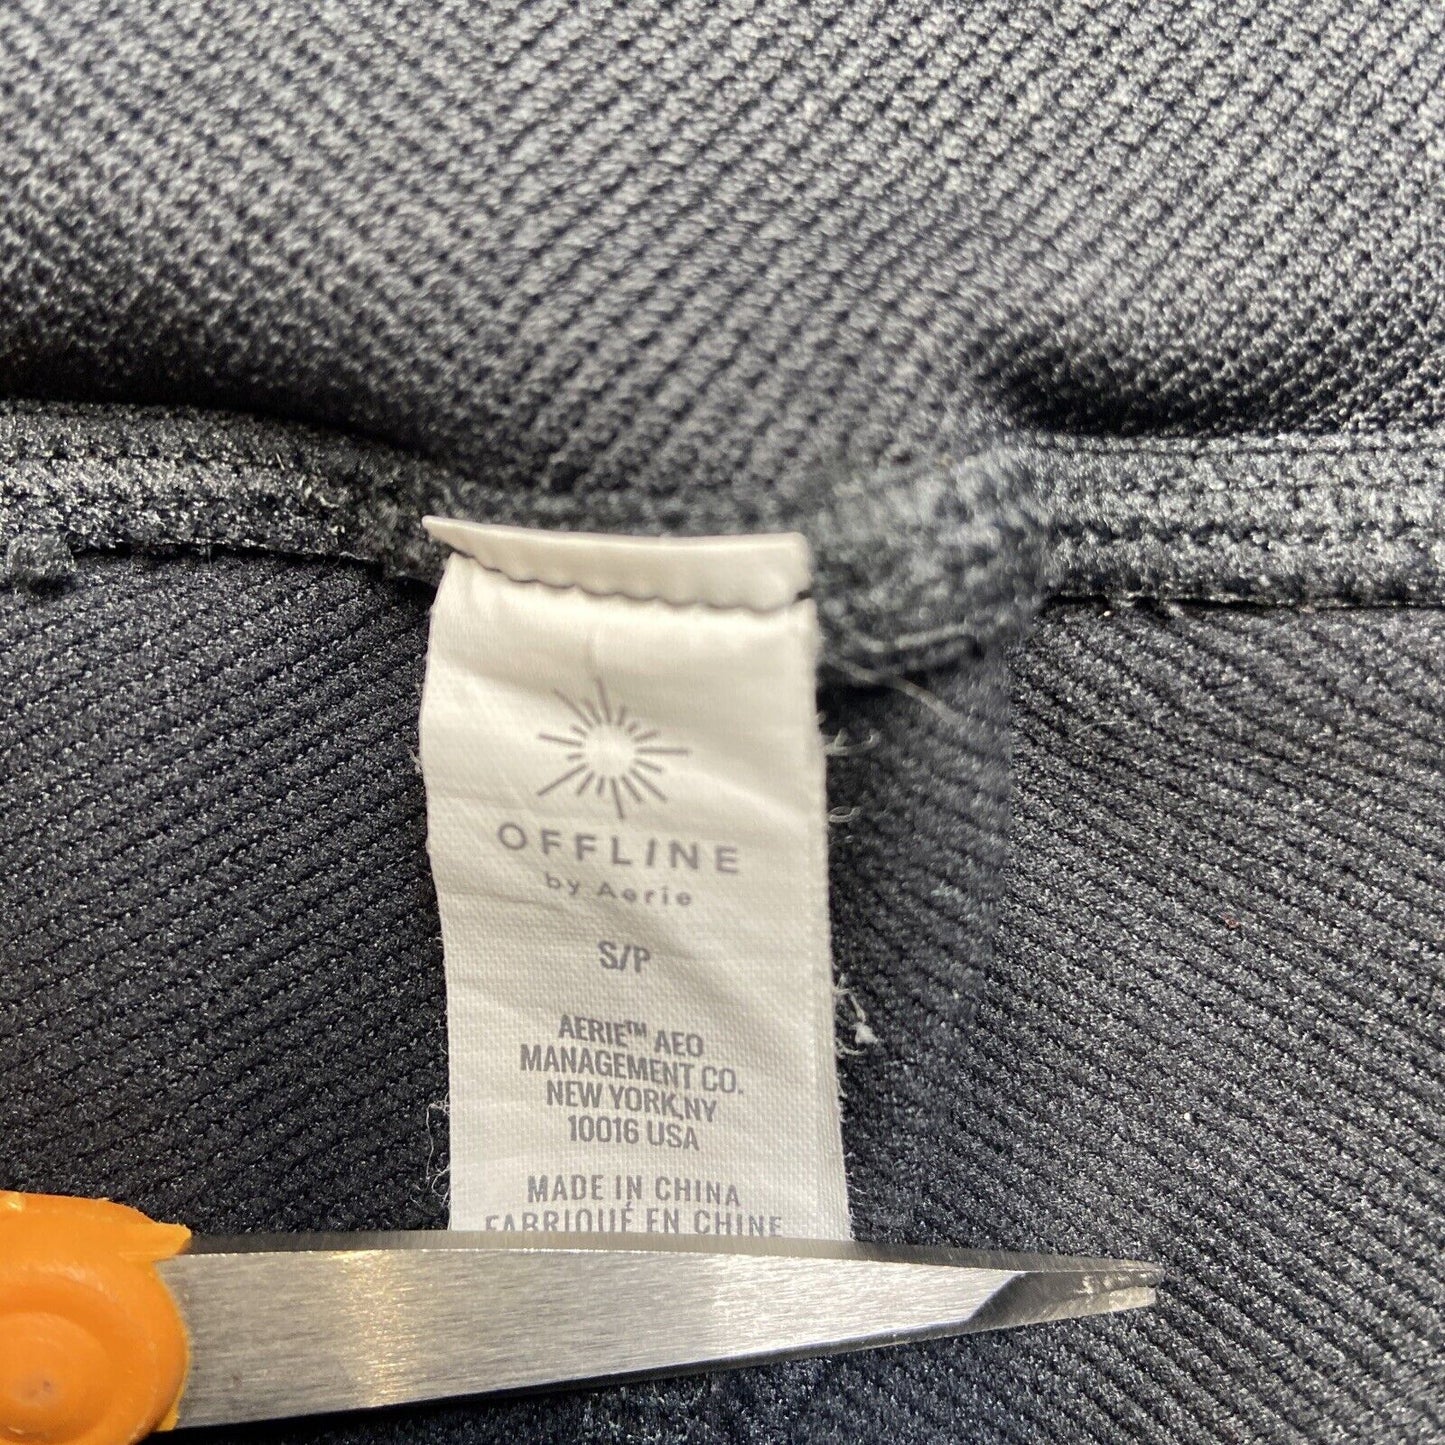 OFFLINE
by Aerie
S/P
AERIE™ AEO
MANAGEMENT CO.
NEW YORK,NY
10016 USA
MADE IN CHINA
FABRIQUÉ EN CHINE